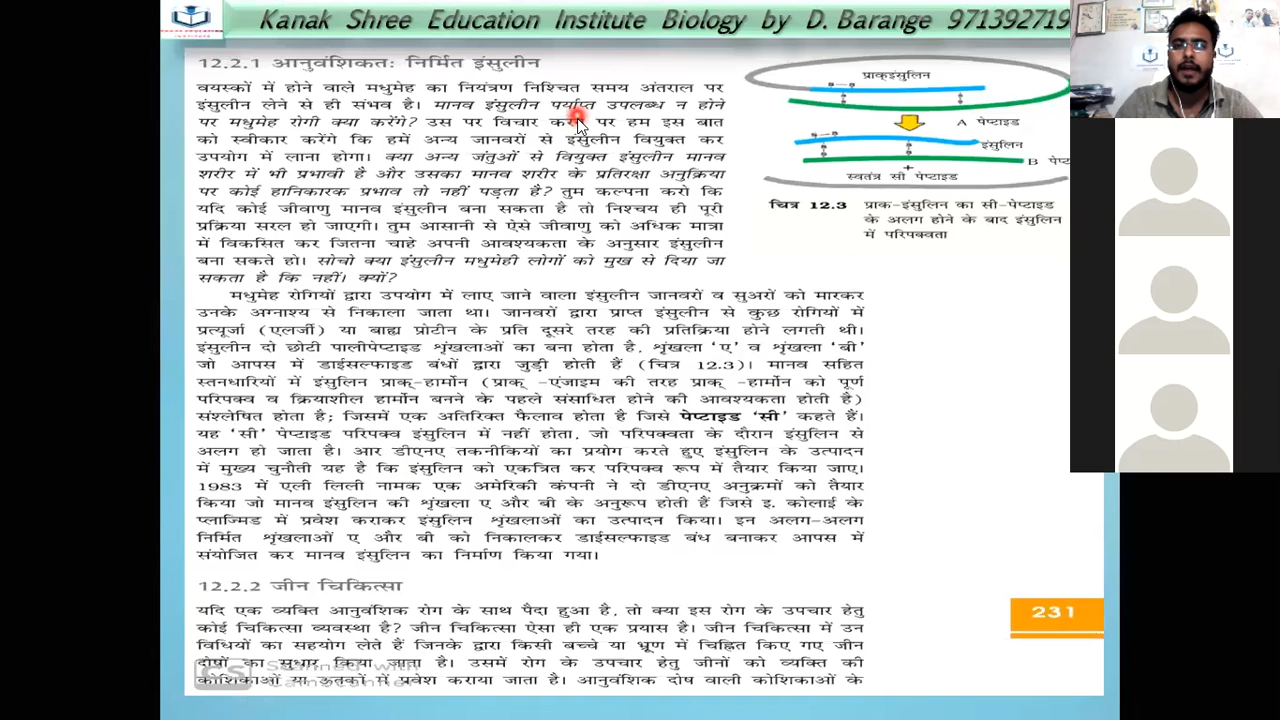 Kanak Shree Education Institute Biology by D. Barange 971392719
12.2.1 आनुवंशिकतः निर्मित इंसुलीन
वयस्कों में होने वाले मधुमेह का नियंत्रण निश्चित समय अंतराल पर
इंसुलीन लेने से ही संभव है। मानव इंसुलीन पर्याप्त उपलब्ध न होने
पर मधुमेह रोगी क्या करेंगे? उस पर विचार करने पर हम इस बात
को स्वीकार करेंगे कि हमें अन्य जानवरों से इंसुलीन वियुक्त कर
उपयोग में लाना होगा। क्या अन्य जंतुओं से वियुक्त इंसुलीन मानव
शरीर में भी प्रभावी है और उसका मानव शरीर के प्रतिरक्षा अनुक्रिया
पर कोई हानिकारक प्रभाव तो नहीं पड़ता है? तुम कल्पना करो कि
यदि कोई जीवाणु मानव इंसुलीन बना सकता है तो निश्चय ही पूरी
प्रक्रिया सरल हो जाएगी। तुम आसानी से ऐसे जीवाणु को अधिक मात्रा
में विकसित कर जितना चाहे अपनी आवश्यकता के अनुसार इंसुलीन
बना सकते हो। सोचो क्या इंसुलीन मधुमेही लोगों को मुख से दिया जा
सकता है कि नहीं। क्यों?
प्राक्इंसुलिन
A पेप्टाइड
इंसुलिन
B
स्वतंत्र सी पेप्टाइड
चित्र 12.3 प्राक-इंसुलिन का सी-पेप्टाइड
के अलग होने के बाद इंसुलिन
में परिपक्वता
मधुमेह रोगियों द्वारा उपयोग में लाए जाने वाला इंसुलीन जानवरों व सुअरों को मारकर
उनके अग्नाश्य से निकाला जाता था। जानवरों द्वारा प्राप्त इंसुलीन से कुछ रोगियों में
प्रत्यूर्जा (एलर्जी) या बाह्य प्रोटीन के प्रति दूसरे तरह की प्रतिक्रिया होने लगती थी।
इंसुलीन दो छोटी पालीपेप्टाइड शृंखलाओं का बना होता है, शृंखला ‘ए’ व शृंखला ‘बी’
जो आपस में डाईसल्फाइड बंधों द्वारा जुड़ी होती हैं (चित्र 12.3)। मानव सहित
स्तनधारियों में इंसुलिन प्राक्-हार्मोन (प्राक् -एंजाइम की तरह प्राक् -हार्मोन को पूर्ण
परिपक्व व क्रियाशील हार्मोन बनने के पहले संसाधित होने की आवश्यकता होती है)
संश्लेषित होता है; जिसमें एक अतिरिक्त फैलाव होता है जिसे पेप्टाइड ‘सी’ कहते हैं।
यह ‘सी’ पेप्टाइड परिपक्व इंसुलिन में नहीं होता, जो परिपक्वता के दौरान इंसुलिन से
अलग हो जाता है। आर डीएनए तकनीकियों का प्रयोग करते हुए इंसुलिन के उत्पादन
में मुख्य चुनौती यह है कि इंसुलिन को एकत्रित कर परिपक्व रूप में तैयार किया जाए।
1983 में एली लिली नामक एक अमेरिकी कंपनी ने दो डीएनए अनुक्रमों को तैयार
किया जो मानव इंसुलिन की शृंखला ए और बी के अनुरूप होती हैं जिसे इ. कोलाई के
प्लाज्मिड में प्रवेश कराकर इंसुलिन शृंखलाओं का उत्पादन किया। इन अलग-अलग
निर्मित शृंखलाओं ए और बी को निकालकर डाईसल्फाइड बंध बनाकर आपस में
संयोजित कर मानव इंसुलिन का निर्माण किया गया।
12.2.2 जीन चिकित्सा
यदि एक व्यक्ति आनुवंशिक रोग के साथ पैदा हुआ है, तो क्या इस रोग के उपचार हेतु
कोई चिकित्सा व्यवस्था है? जीन चिकित्सा ऐसा ही एक प्रयास है। जीन चिकित्सा में उन
विधियों का सहयोग लेते हैं जिनके द्वारा किसी बच्चे या भ्रूण में चिह्नित किए गए जीन
दोषों का सुधार किया जाता है। उसमें रोग के उपचार हेतु जीनों को व्यक्ति की
कोशिकाओं या ऊतकों में प्रवेश कराया जाता है। आनुवंशिक दोष वाली कोशिकाओं के
231
CS Scanned with
CamScanner